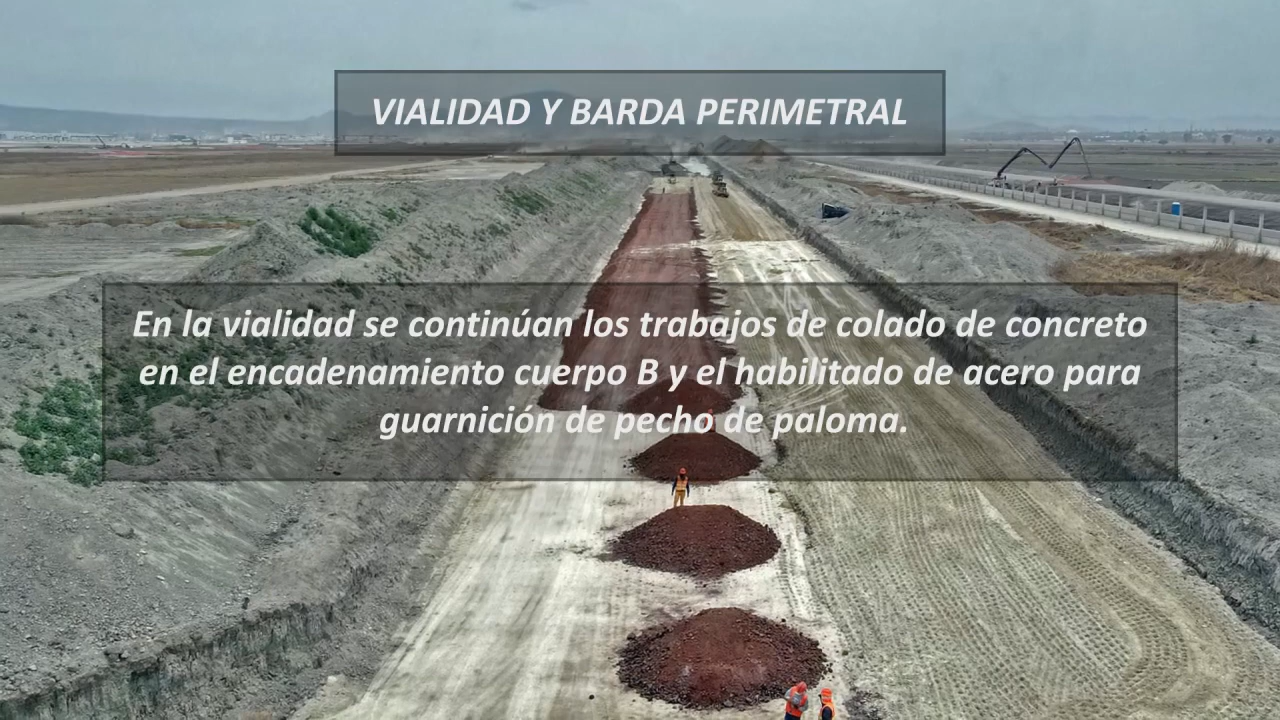 VIALIDAD Y BARDA PERIMETRAL
En la vialidad se continúan los trabajos de colado de concreto
en el encadenamiento cuerpo B y el habilitado de acero para
guarnición de pecho de paloma.